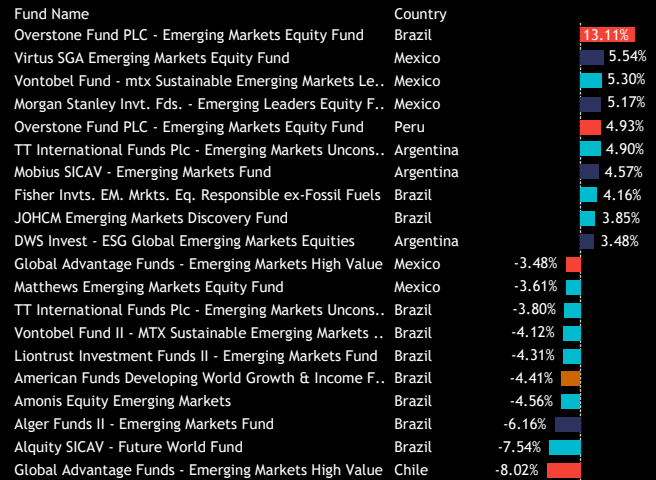 Fund Name Country
Overstone Fund PLC - Emerging Markets Equity Fund Brazil 13.11%
Virtus SGA Emerging Markets Equity Fund Mexico 5.54%
Vontobel Fund - mtx Sustainable Emerging Markets Le.. Mexico 5.30%
Morgan Stanley Invt. Fds. - Emerging Leaders Equity F.. Mexico 5.17%
Overstone Fund PLC - Emerging Markets Equity Fund Peru 4.93%
TT International Funds Plc - Emerging Markets Uncons.. Argentina 4.90%
Mobius SICAV - Emerging Markets Fund Argentina 4.57%
Fisher Invts. EM. Mrkts. Eq. Responsible ex-Fossil Fuels Brazil 4.16%
JOHCM Emerging Markets Discovery Fund Brazil 3.85%
DWS Invest - ESG Global Emerging Markets Equities Argentina 3.48%
Global Advantage Funds - Emerging Markets High Value Mexico -3.48%
Matthews Emerging Markets Equity Fund Mexico -3.61%
TT International Funds Plc - Emerging Markets Uncons.. Brazil -3.80%
Vontobel Fund II - MTX Sustainable Emerging Markets .. Brazil -4.12%
Liontrust Investment Funds II - Emerging Markets Fund Brazil -4.31%
American Funds Developing World Growth & Income F.. Brazil -4.41%
Amonis Equity Emerging Markets Brazil -4.56%
Alger Funds II - Emerging Markets Fund Brazil -6.16%
Alquity SICAV - Future World Fund Brazil -7.54%
Global Advantage Funds - Emerging Markets High Value Chile -8.02%